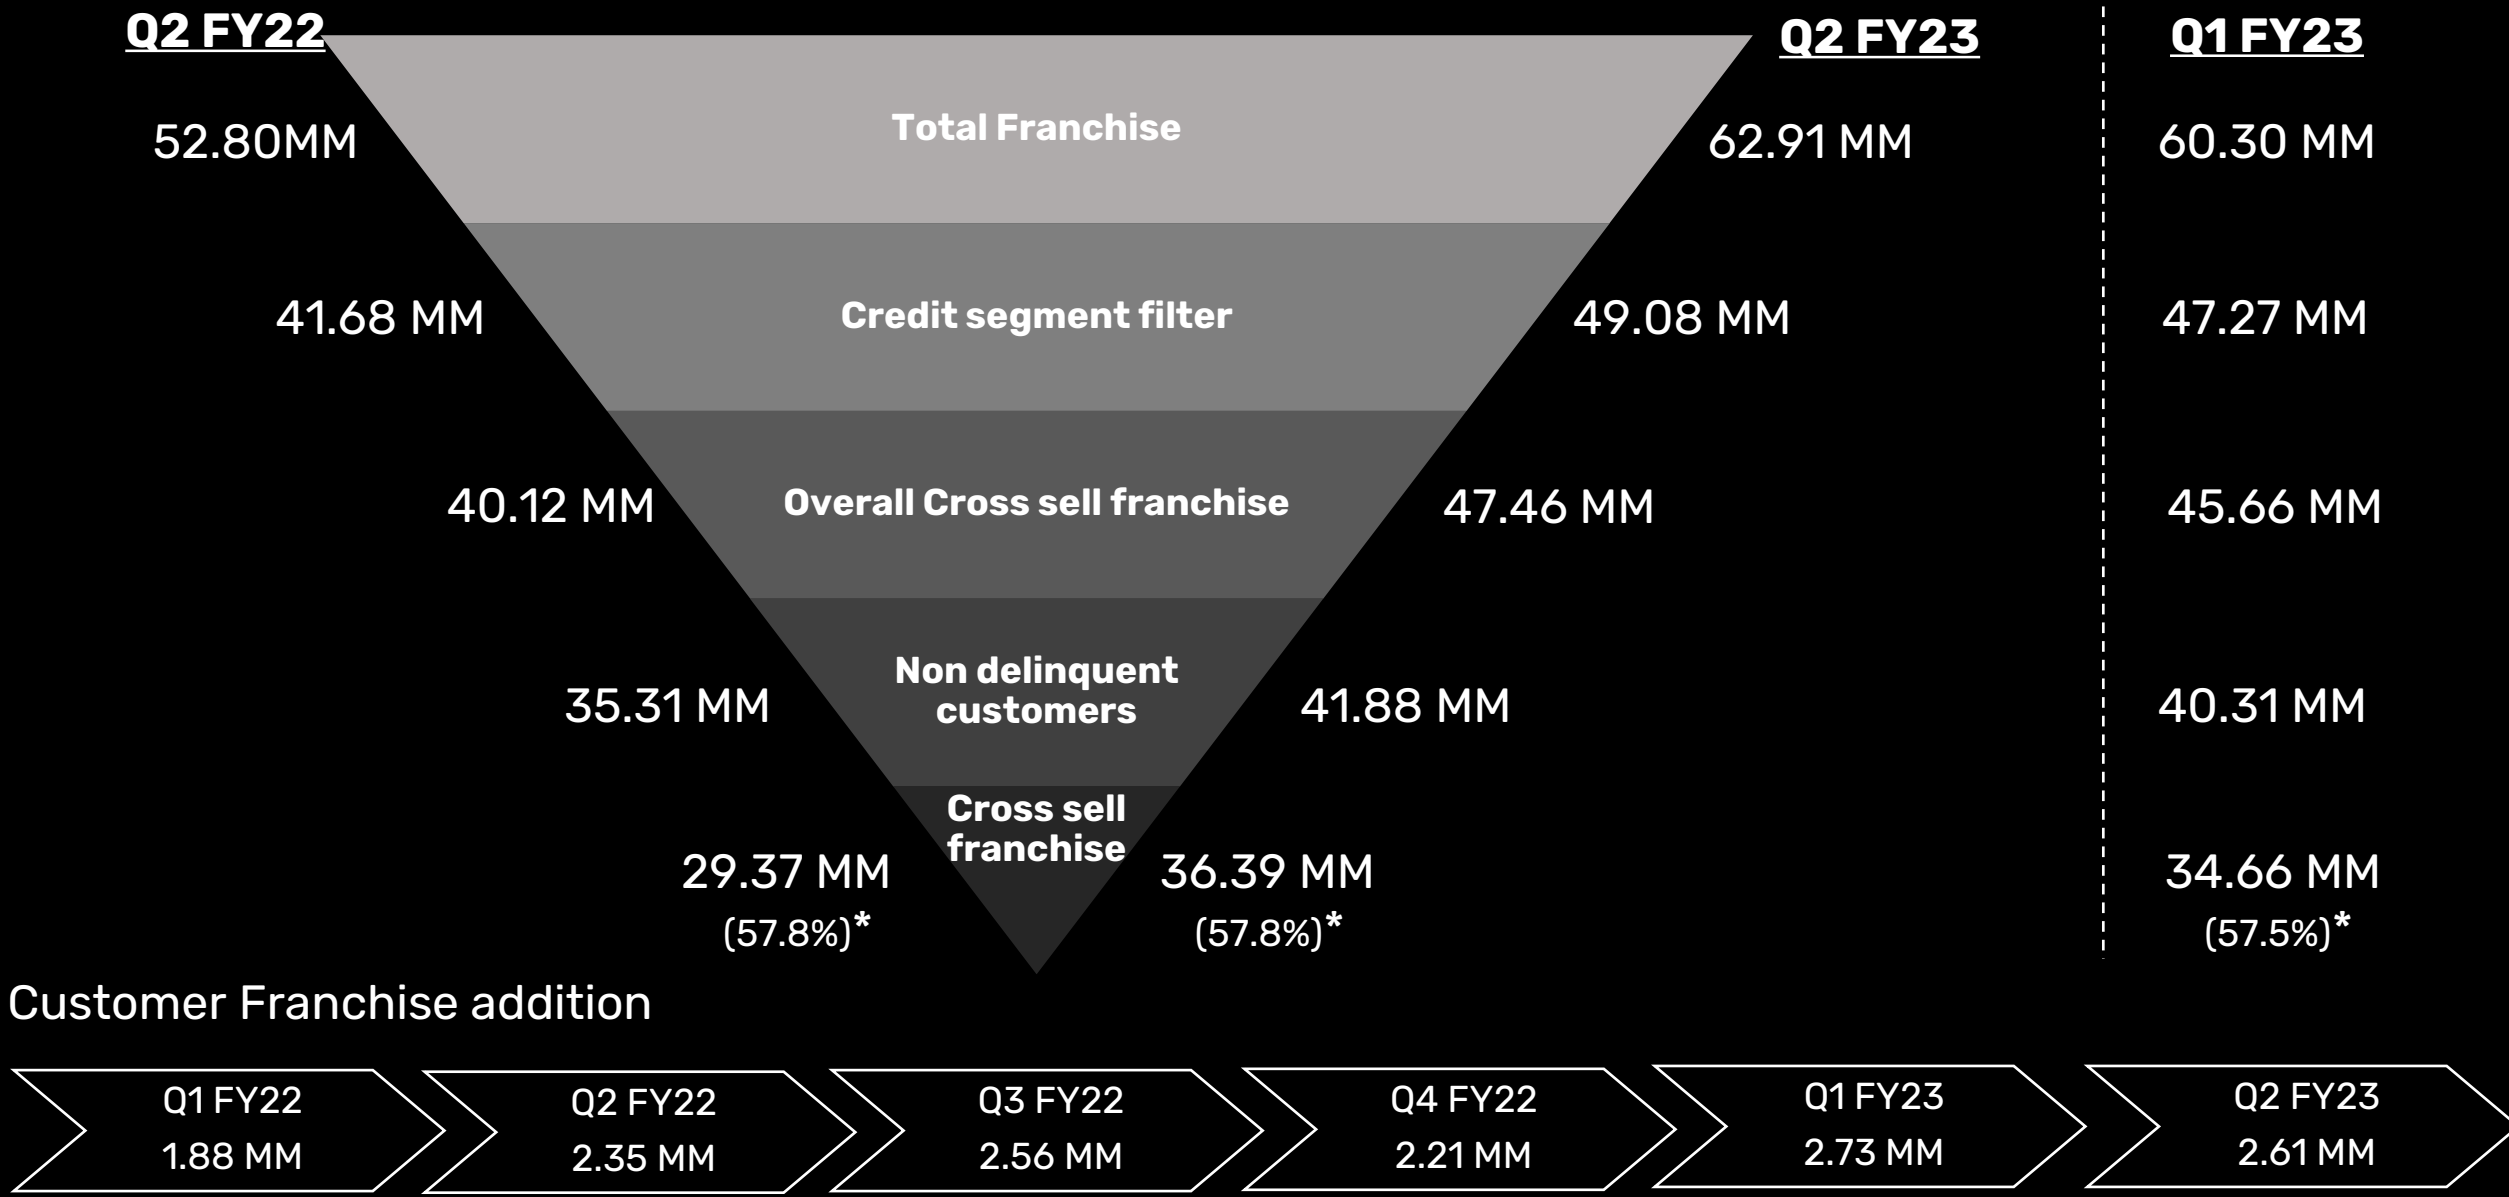 Q2 FY22
Q2 FY23
Q1 FY23
52.80MM
Total Franchise
62.91 MM
60.30 MM
41.68 MM
Credit segment filter
49.08 MM
47.27 MM
40.12 MM
Overall Cross sell franchise
47.46 MM
45.66 MM
35.31 MM
Non delinquent
customers
41.88 MM
40.31 MM
Cross sell
franchise
29.37 MM
(57.8%)*
36.39 MM
(57.8%)*
34.66 MM
(57.5%)*
Customer Franchise addition
Q1 FY22
1.88 MM
Q2 FY22
2.35 MM
Q3 FY22
2.56 MM
Q4 FY22
2.21 MM
Q1 FY23
2.73 MM
Q2 FY23
2.61 MM